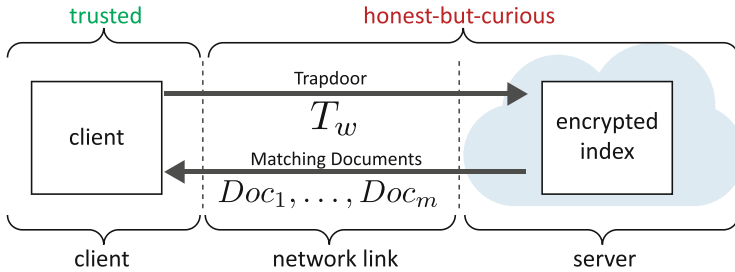 trusted
honest-but-curious
Trapdoor
T_w
client
encrypted
index
Matching Documents
Doc_1, ..., Doc_m
client
network link
server